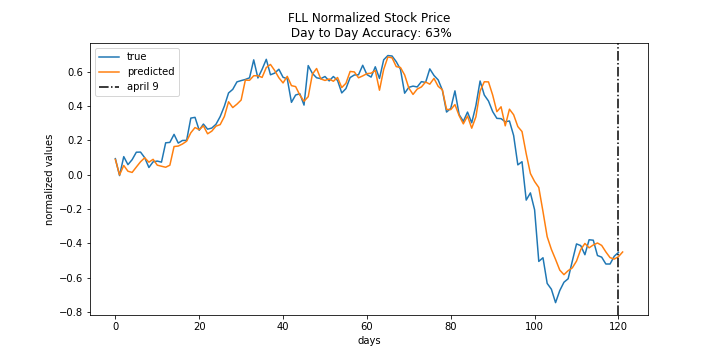 FLL Normalized Stock Price
Day to Day Accuracy: 63%
true
predicted
april 9
normalized values
0.6
0.4
0.2
0.0
−0.2
−0.4
−0.6
−0.8
0
20
40
60
80
100
120
days